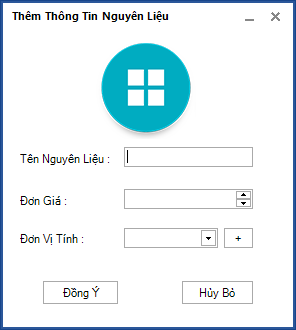 Thêm Thông Tin Nguyên Liệu
Tên Nguyên Liệu :
Đơn Giá :
Đơn Vị Tính :
+
Đồng Ý
Hủy Bỏ